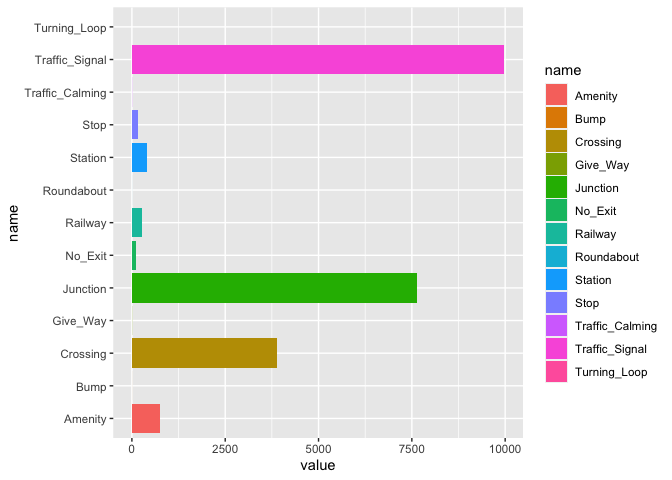 Turning_Loop
Traffic_Signal
Traffic_Calming
Stop
Station
Roundabout
Railway
No_Exit
Junction
Give_Way
Crossing
Bump
Amenity
name
0 2500 5000 7500 10000
value
name
Amenity
Bump
Crossing
Give_Way
Junction
No_Exit
Railway
Roundabout
Station
Stop
Traffic_Calming
Traffic_Signal
Turning_Loop